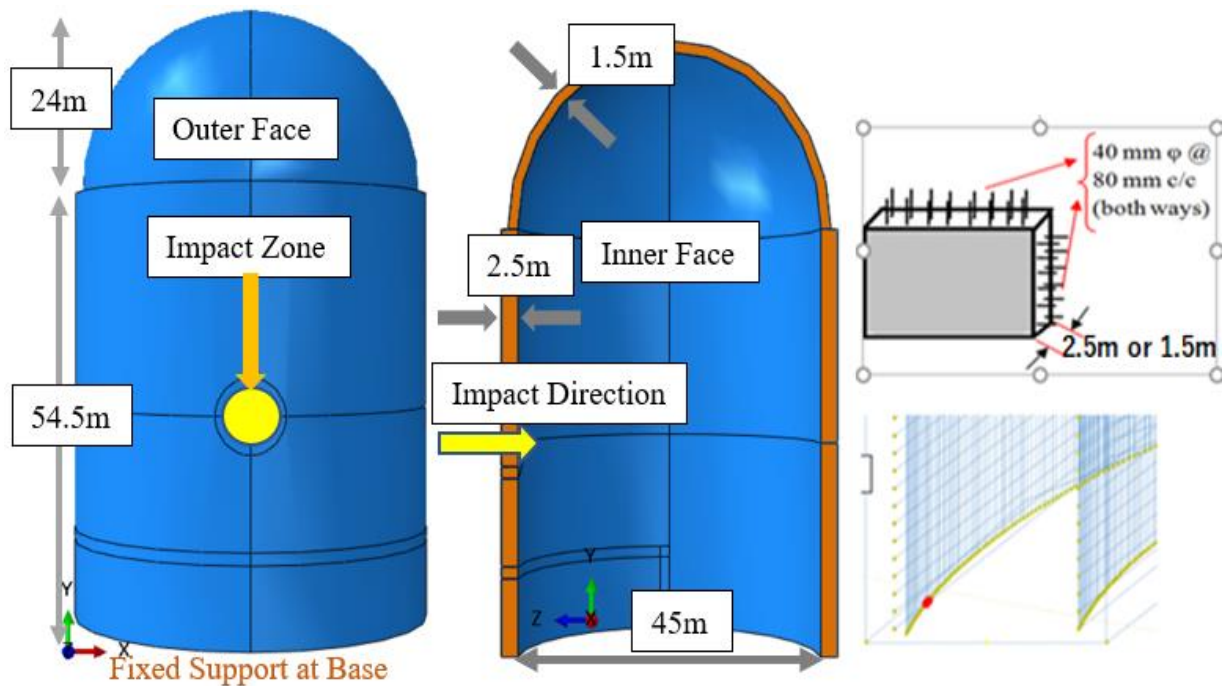 24m
Outer Face
Impact Zone
54.5m
Y
X
Fixed Support at Base
1.5m
2.5m
Inner Face
Impact Direction
Y
Z
X
45m
40 mm φ @
80 mm c/c
(both ways)
2.5m or 1.5m